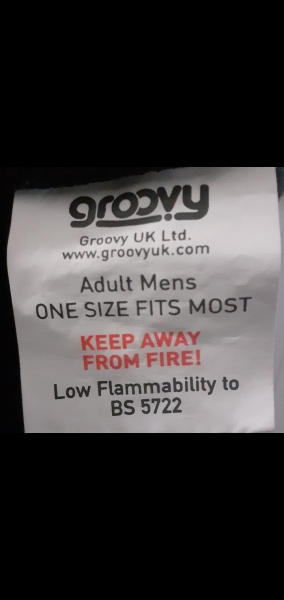 groovy
Groovy UK Ltd.
www.groovyuk.com
Adult Mens
ONE SIZE FITS MOST
KEEP AWAY
FROM FIRE!
Low Flammability to
BS 5722